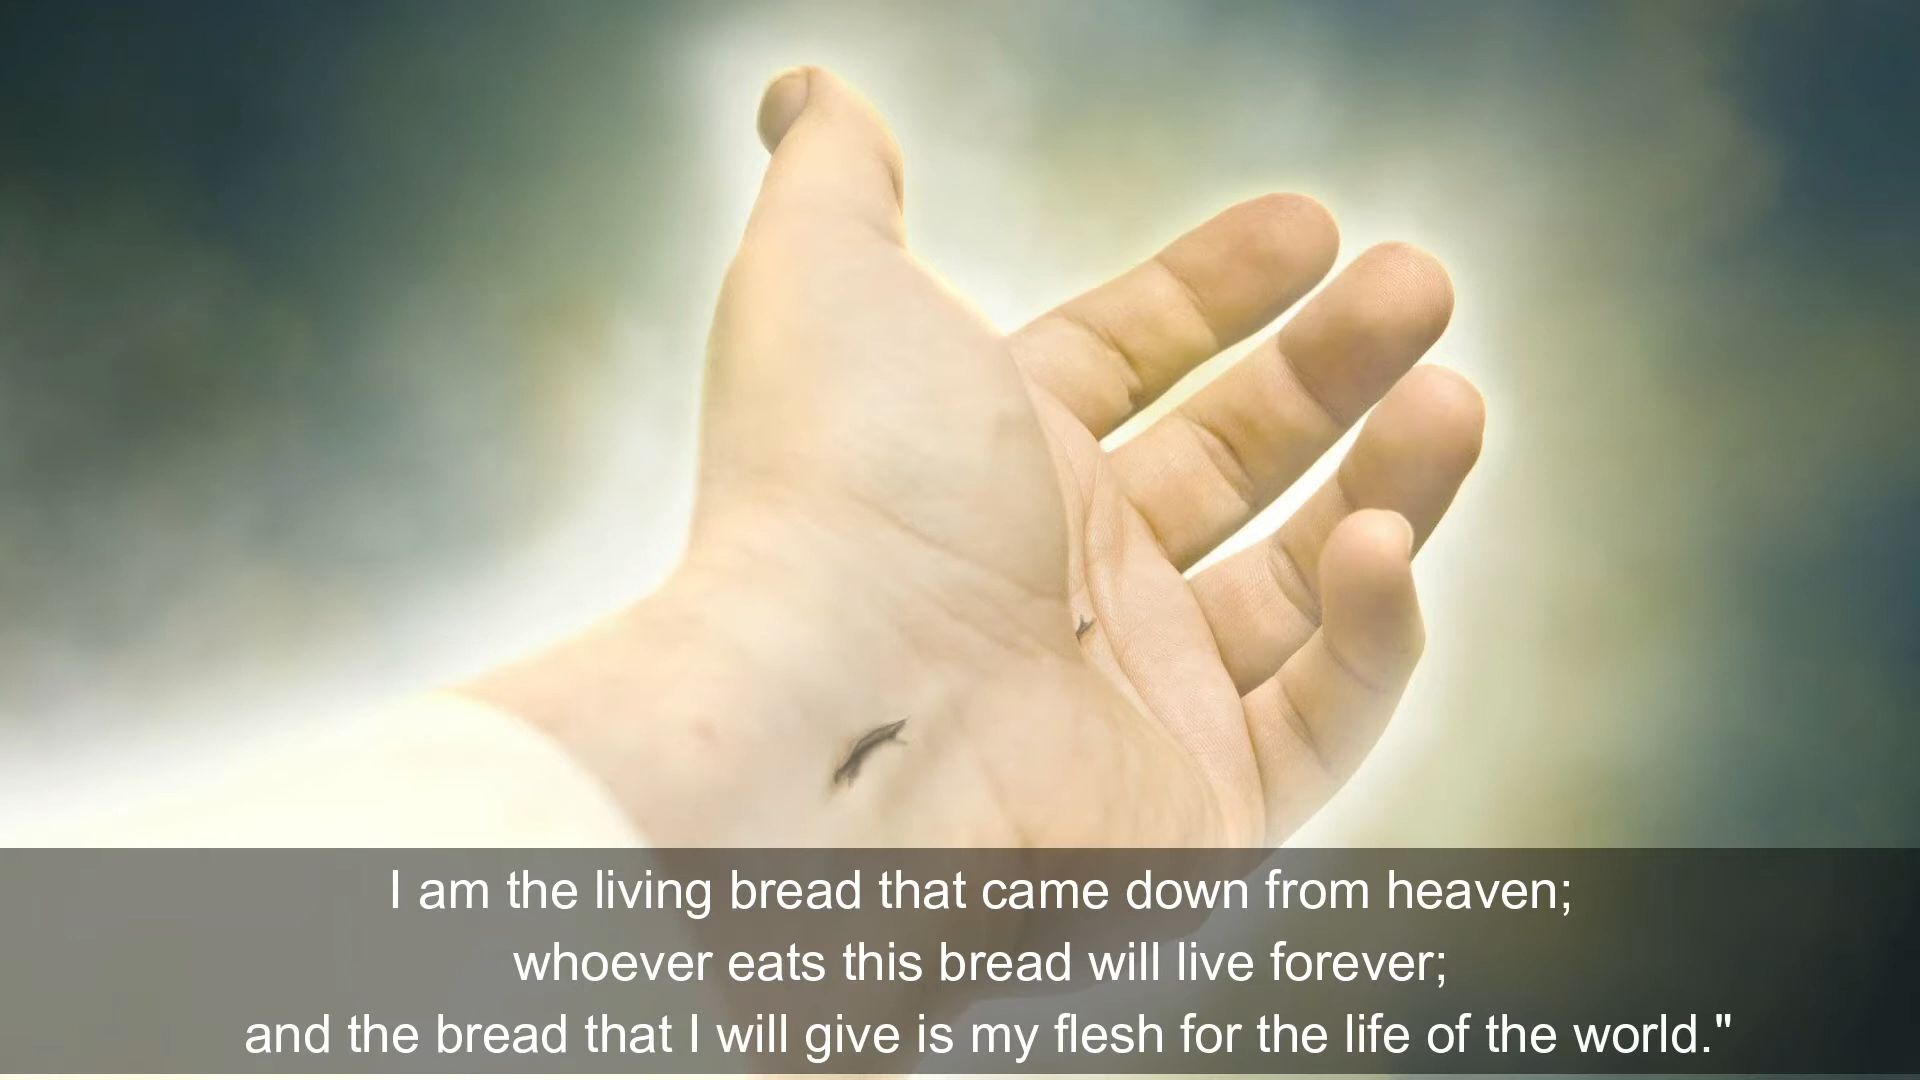 I am the living bread that came down from heaven;
whoever eats this bread will live forever;
and the bread that I will give is my flesh for the life of the world."